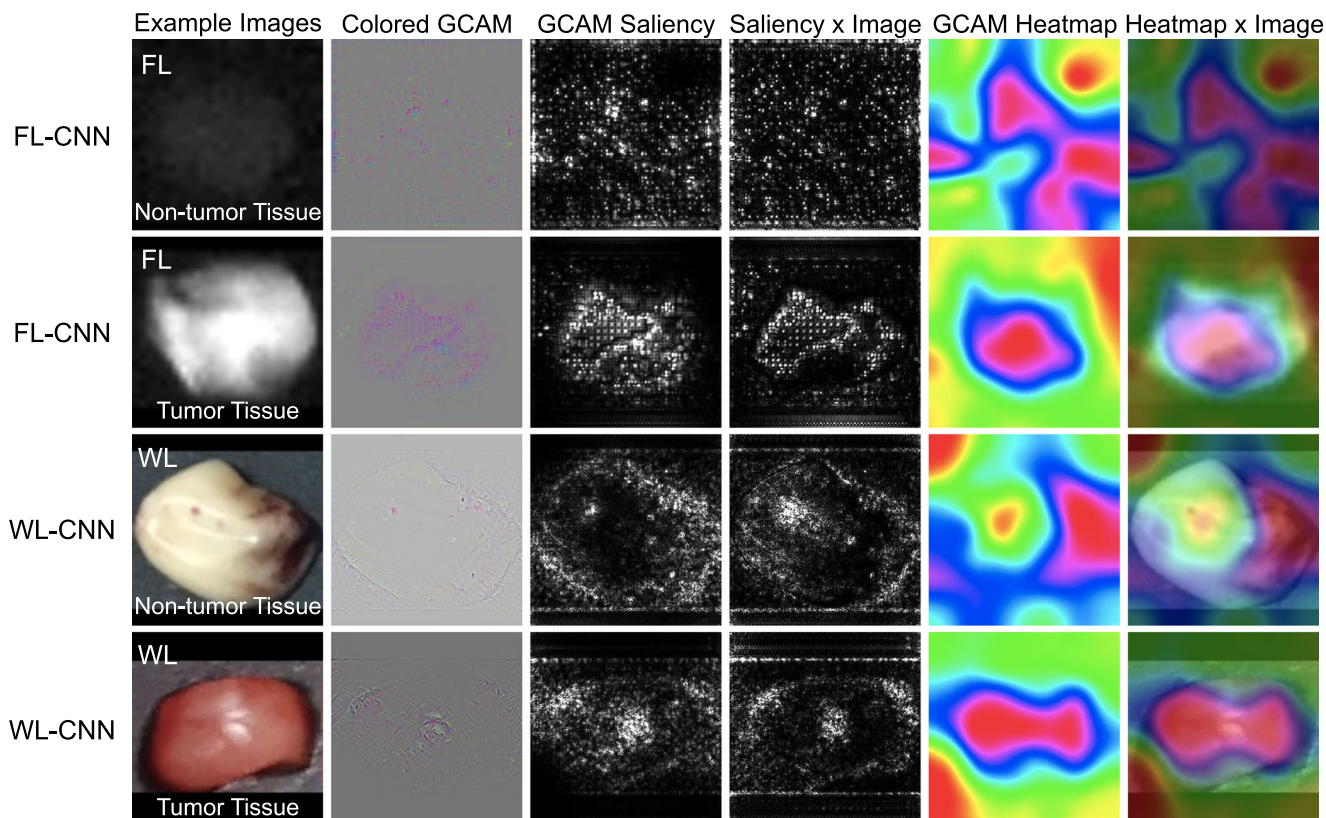 Example Images Colored GCAM GCAM Saliency Saliency x Image GCAM Heatmap Heatmap x Image
FL
FL-CNN
Non-tumor Tissue
FL
FL-CNN
Tumor Tissue
WL
WL-CNN
Non-tumor Tissue
WL
WL-CNN
Tumor Tissue